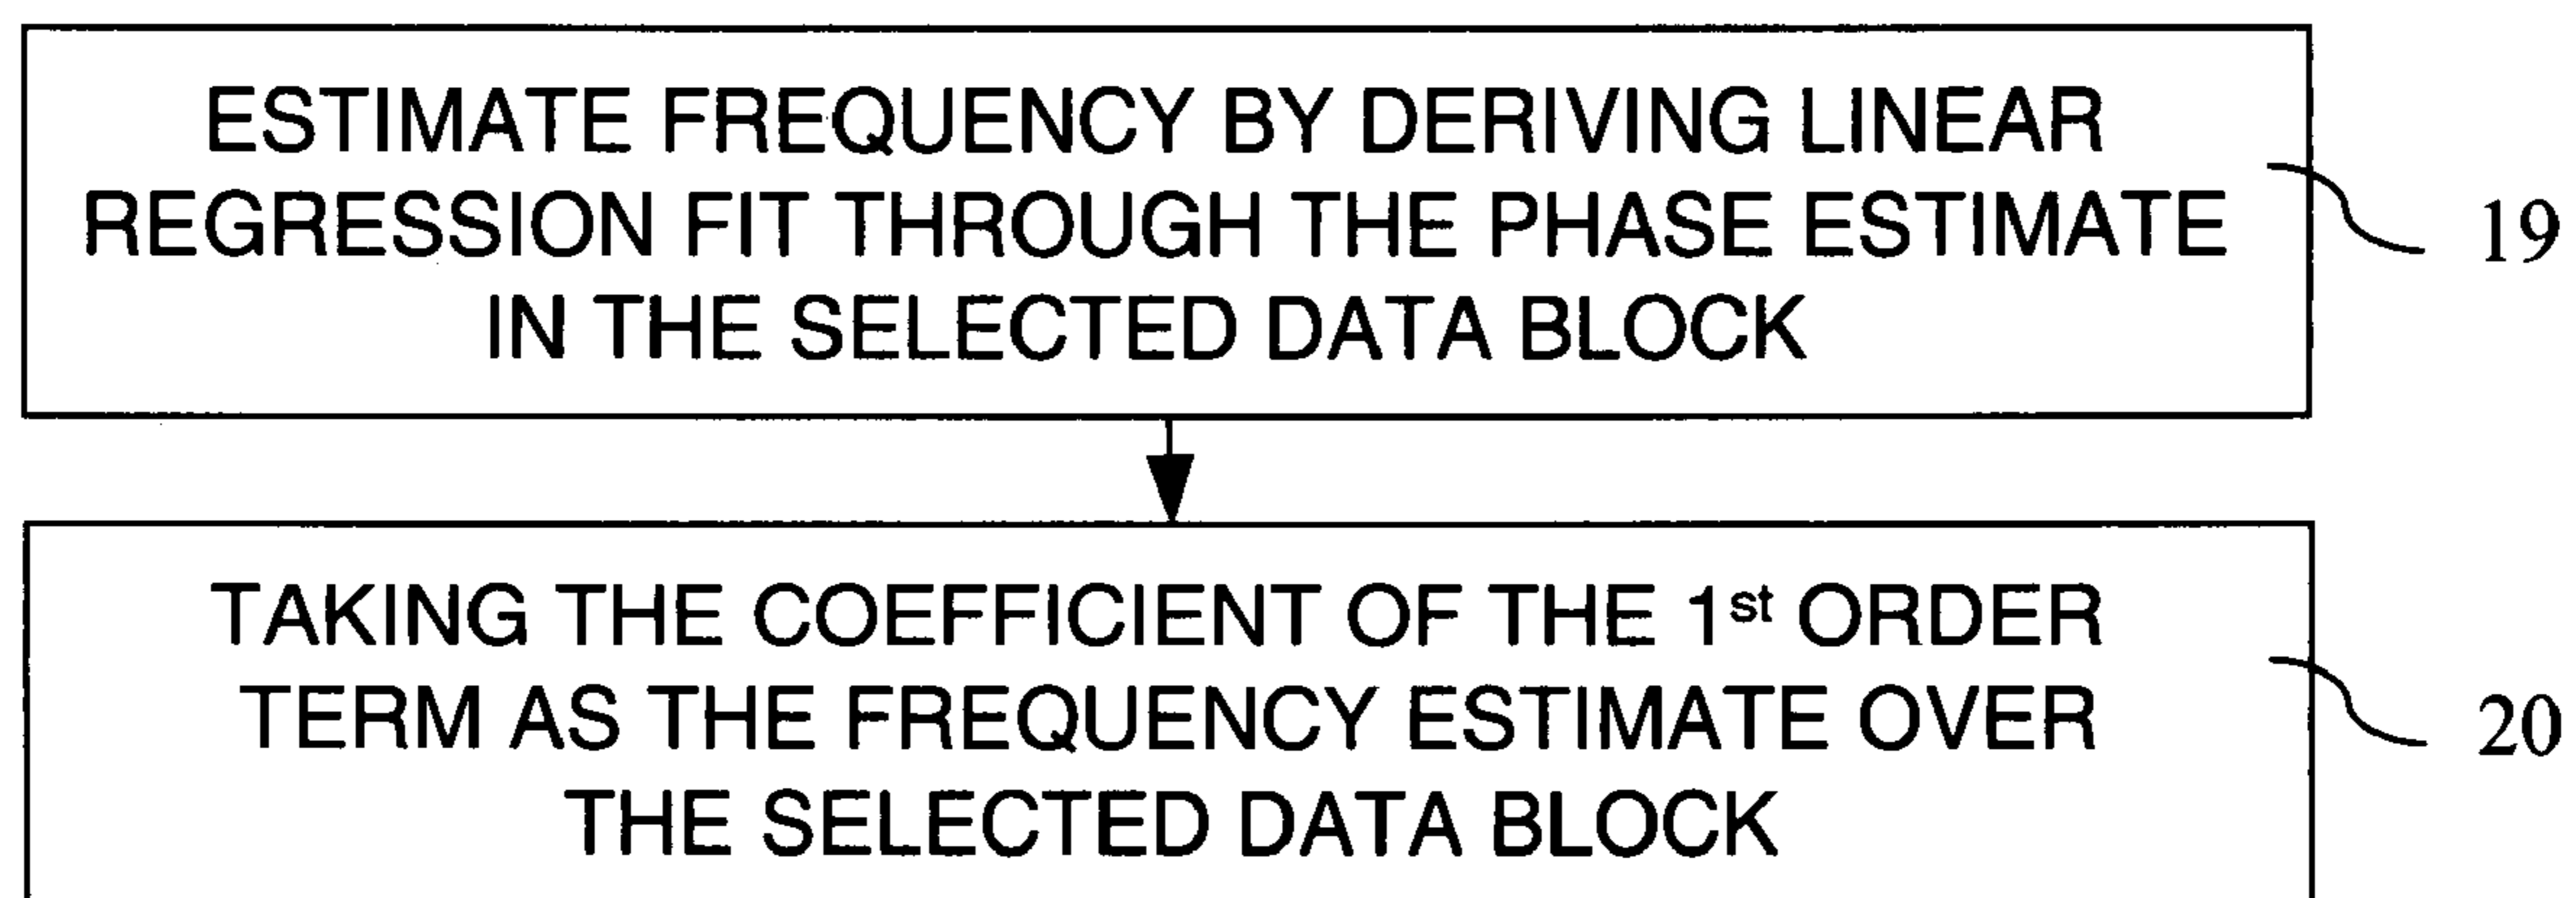 ESTIMATE FREQUENCY BY DERIVING LINEAR
REGRESSION FIT THROUGH THE PHASE ESTIMATE
IN THE SELECTED DATA BLOCK
19
TAKING THE COEFFICIENT OF THE 1st ORDER
TERM AS THE FREQUENCY ESTIMATE OVER
THE SELECTED DATA BLOCK
20